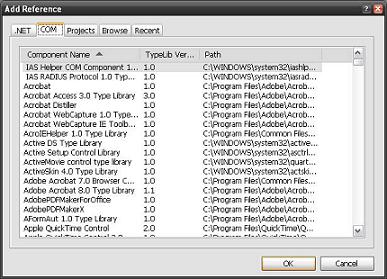 Add Reference
.NET COM Projects Browse Recent
Component Name TypeLib Ver... Path
IAS Helper COM Component 1.... 1.0 C:\WINDOWS\system32\iashlp...
IAS RADIUS Protocol 1.0 Type... 1.0 C:\WINDOWS\system32\iasrad...
Acrobat 1.0 C:\Program Files\Adobe\Acrob...
Acrobat Access 3.0 Type Library 3.0 C:\Program Files\Adobe\Acrob...
Acrobat Distiller 1.0 C:\Program Files\Adobe\Acrob...
Acrobat WebCapture 1.0 Type... 1.0 C:\Program Files\Adobe\Acrob...
Acrobat WebCapture IE Toolb... 1.0 C:\Program Files\Adobe\Acrob...
AcroIEHelper 1.0 Type Library 1.0 C:\Program Files\Common Files...
Active DS Type Library 1.0 C:\WINDOWS\system32\active...
Active Setup Control Library 1.0 C:\WINDOWS\system32\asctrl...
ActiveMovie control type library 1.0 C:\WINDOWS\system32\quart...
ActiveSkin 4.0 Type Library 1.0 C:\WINDOWS\system32\actski...
Adobe Acrobat 7.0 Browser C... 1.0 C:\Program Files\Common Files...
Adobe Acrobat 8.0 Type Library 1.1 C:\Program Files\Adobe\Acrob...
AdobePDFMakerForOffice 1.0 C:\Program Files\Adobe\Acrob...
AdobePDFMakerX 1.0 C:\Program Files\Adobe\Acrob...
AFormAut 1.0 Type Library 1.0 C:\Program Files\Adobe\Acrob...
Apple QuickTime Control 2.0 C:\Program Files\QuickTime\Q...
OK Cancel